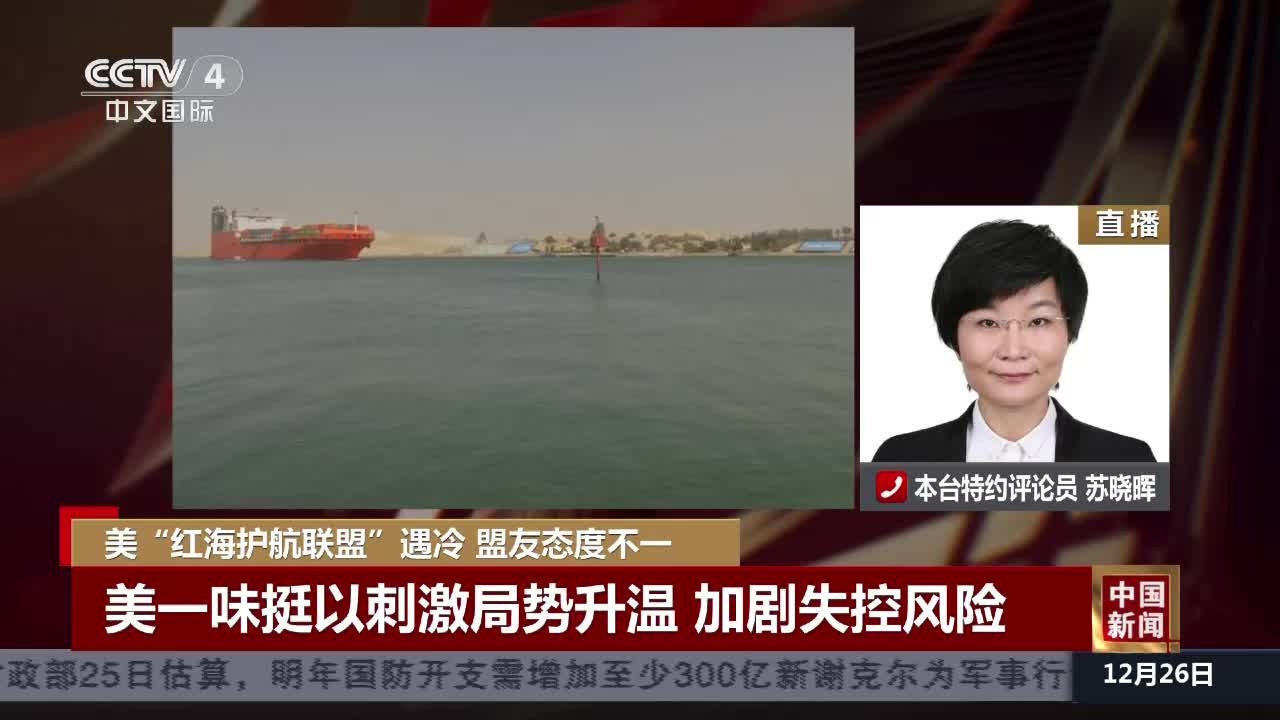 CCTV 4
中文国际
直播
本台特约评论员 苏晓晖
美“红海护航联盟”遇冷 盟友态度不一
美一味挺以刺激局势升温 加剧失控风险
中国
新闻
政部25日估算，明年国防开支需增加至少300亿新谢克尔为军事行
12月26日